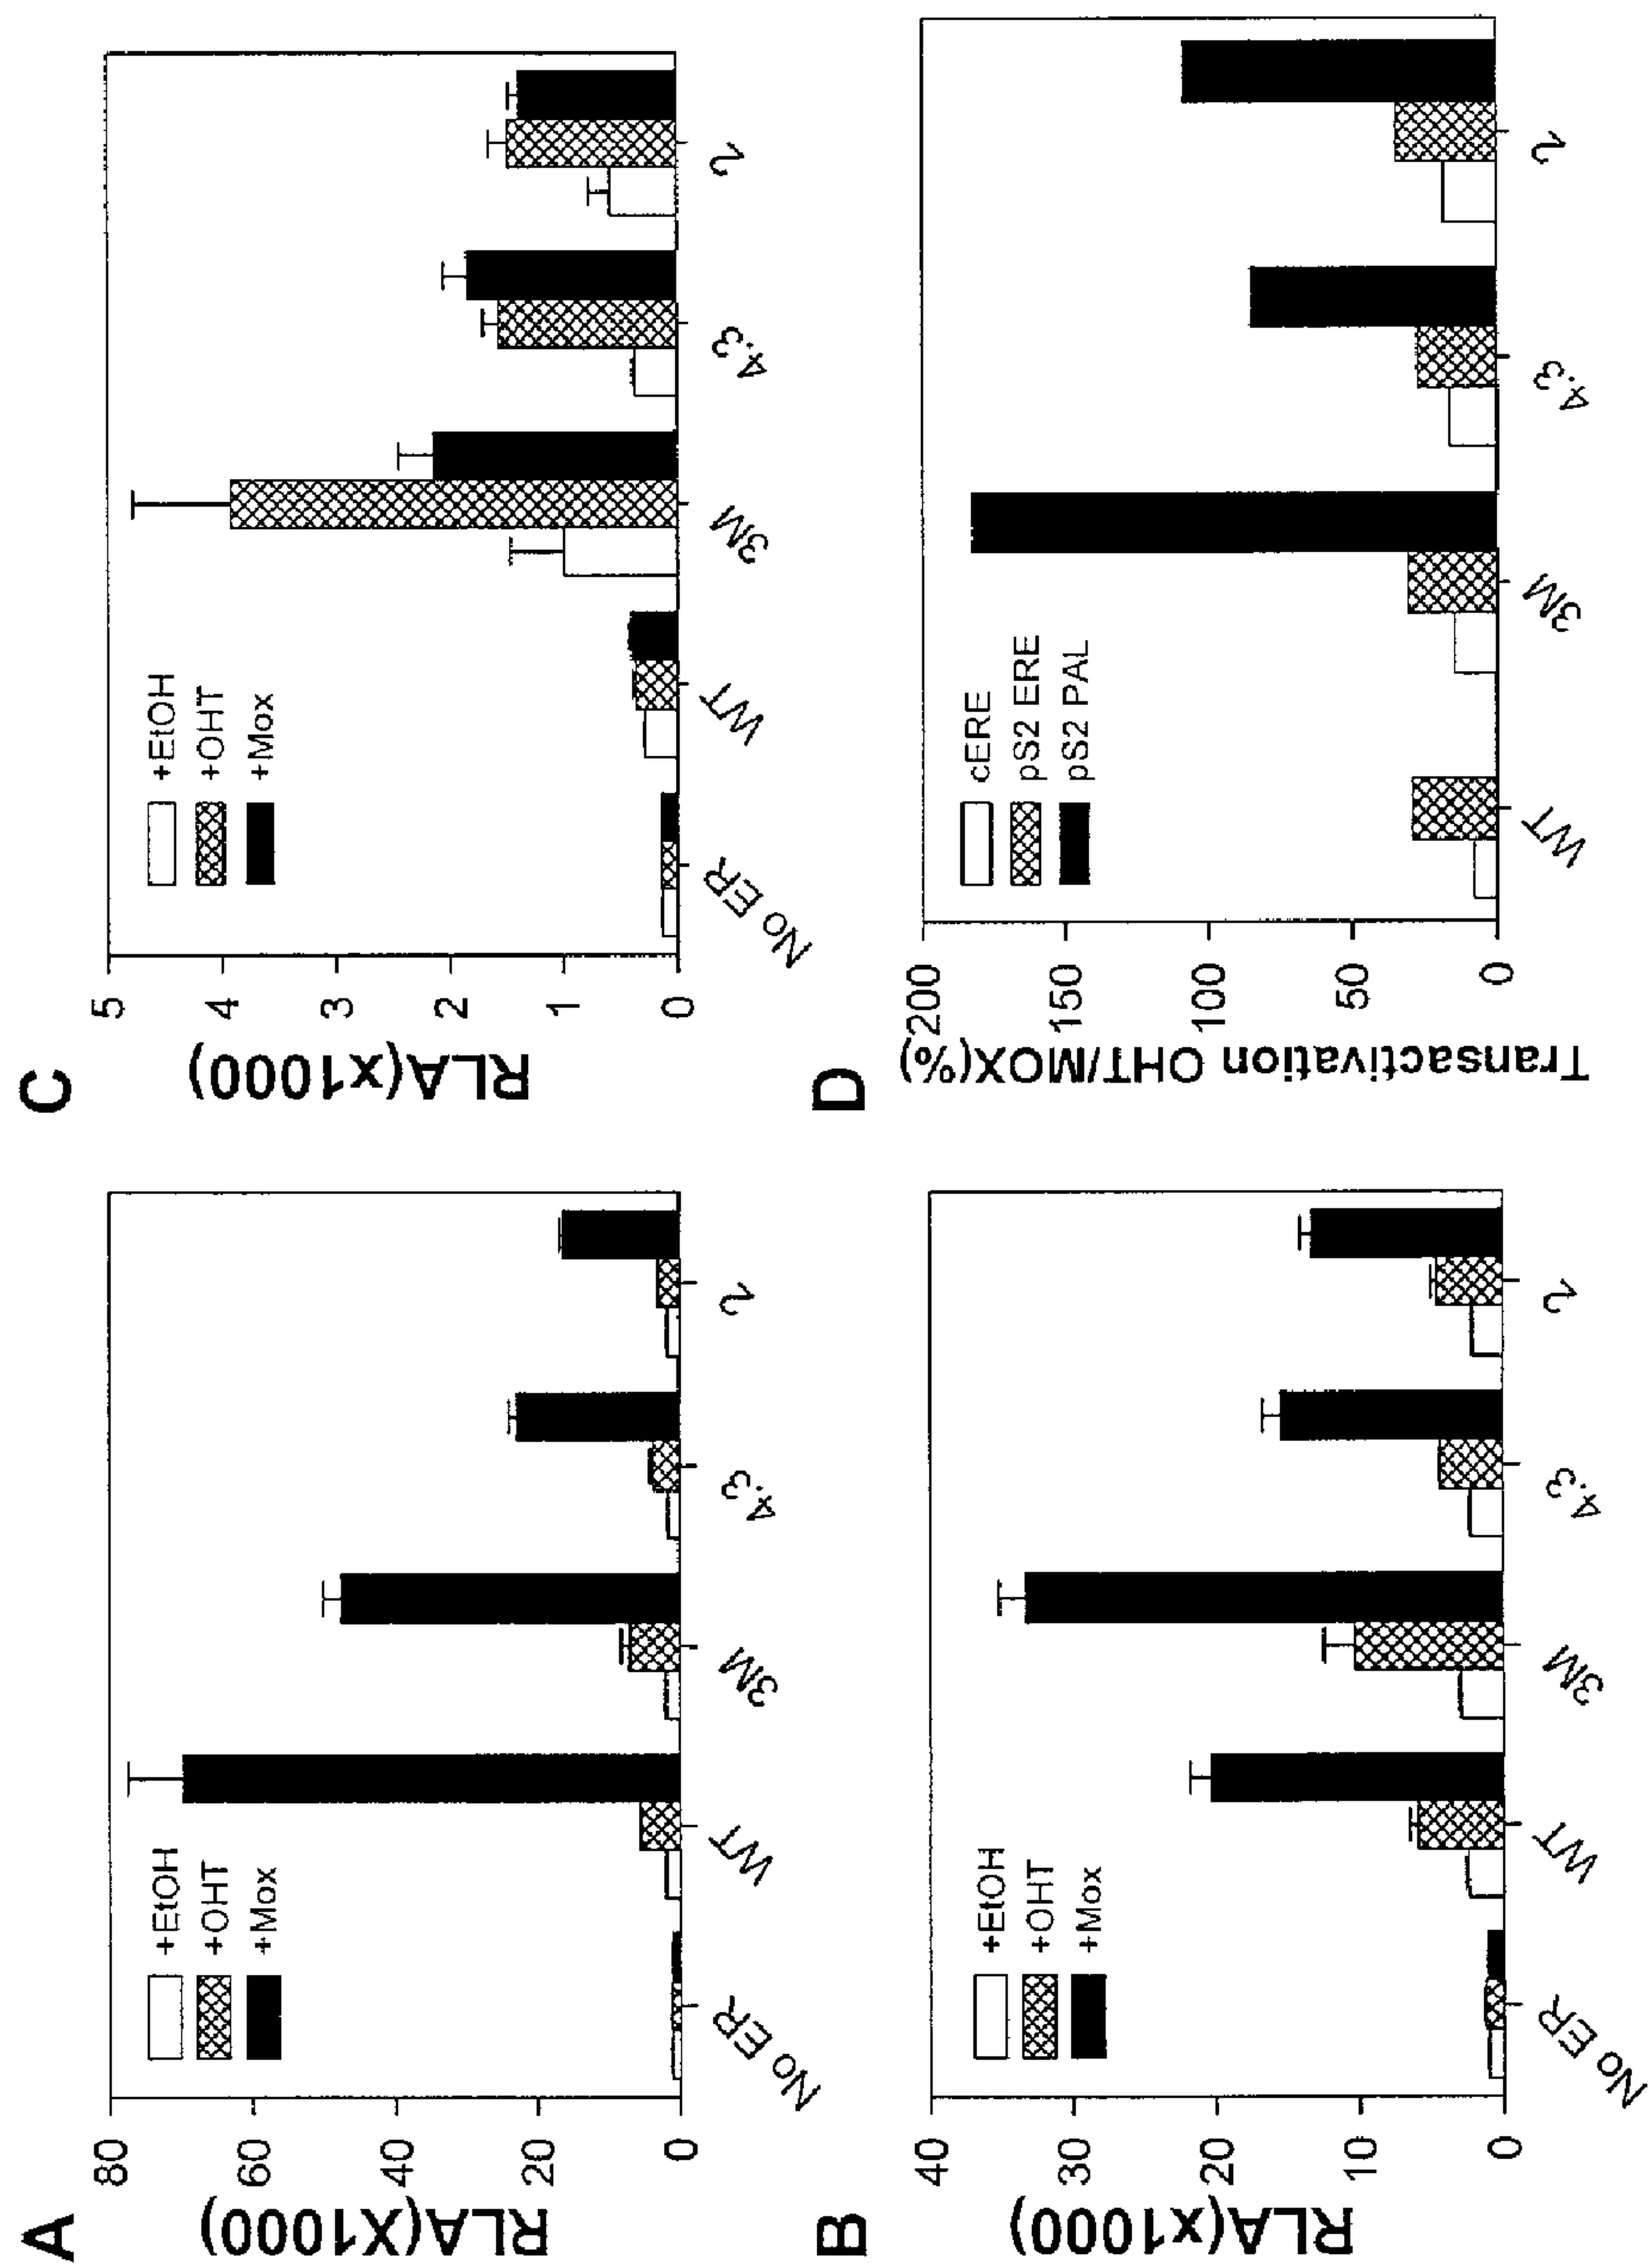 A
RLA(X1000)
80
60
40
20
0
+EtOH
+OHT
+Mox
No ER
WT
3M
4.3
2
B
RLA(x1000)
40
30
20
10
0
+EtOH
+OHT
+Mox
No ER
WT
3M
4.3
2
C
RLA(x1000)
5
4
3
2
1
0
+EtOH
+OHT
+Mox
No ER
WT
3M
4.3
2
D
Transactivation OHT/MOX(%)
200
150
100
50
0
cERE
pS2 ERE
pS2 PAL
WT
3M
4.3
2